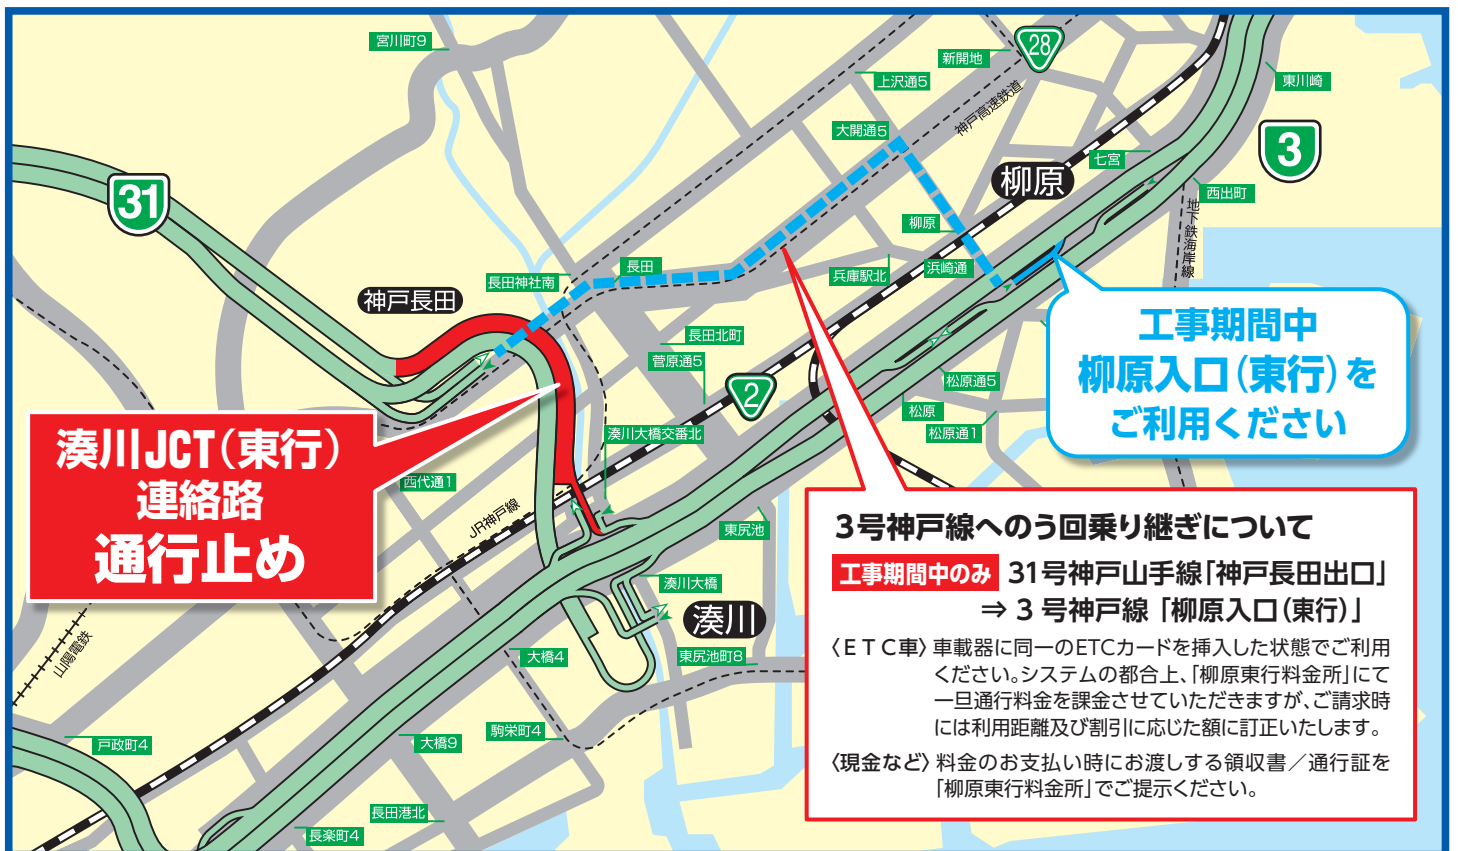 宮川町9
新開地
28
上沢通5
東川崎
大開通5
神戸高速鉄道
3
七宮
柳原
31
西出町
柳原
地下鉄海岸線
長田
浜崎通
兵庫駅北
長田神社南
神戸長田
工事期間中
柳原入口(東行)を
ご利用ください
長田北町
菅原通5
2
松原通5
松原
松原通1
湊川JCT(東行)
連絡路
通行止め
湊川大橋交番北
西代通1
JR神戸線
東尻池
湊川大橋
湊川
山陽電鉄
大橋4
東尻池町8
駒栄町4
戸政町4
大橋9
長田港北
長楽町4
3号神戸線へのう回乗り継ぎについて
工事期間中のみ 31号神戸山手線「神戸長田出口」
⇒ 3号神戸線「柳原入口(東行)」
〈ETC車〉車載器に同一のETCカードを挿入した状態でご利用
ください。システムの都合上、「柳原東行料金所」にて
一旦通行料金を課金させていただきますが、ご請求時
には利用距離及び割引に応じた額に訂正いたします。
〈現金など〉料金のお支払い時にお渡しする領収書／通行証を
「柳原東行料金所」でご提示ください。